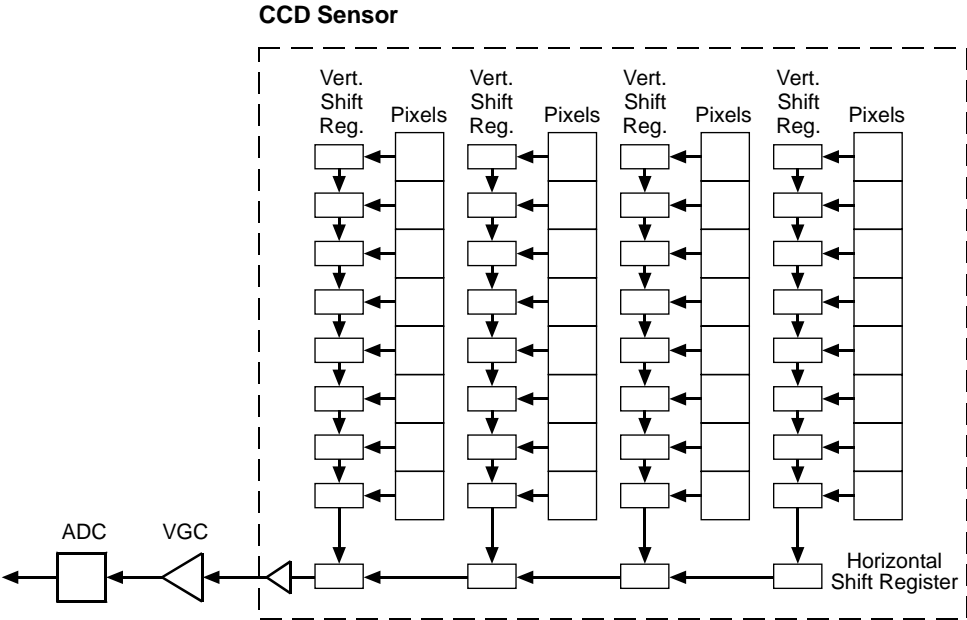 CCD Sensor
Vert.
Shift
Reg.
Pixels
Vert.
Shift
Reg.
Pixels
Vert.
Shift
Reg.
Pixels
Vert.
Shift
Reg.
Pixels
ADC
VGC
Horizontal
Shift Register